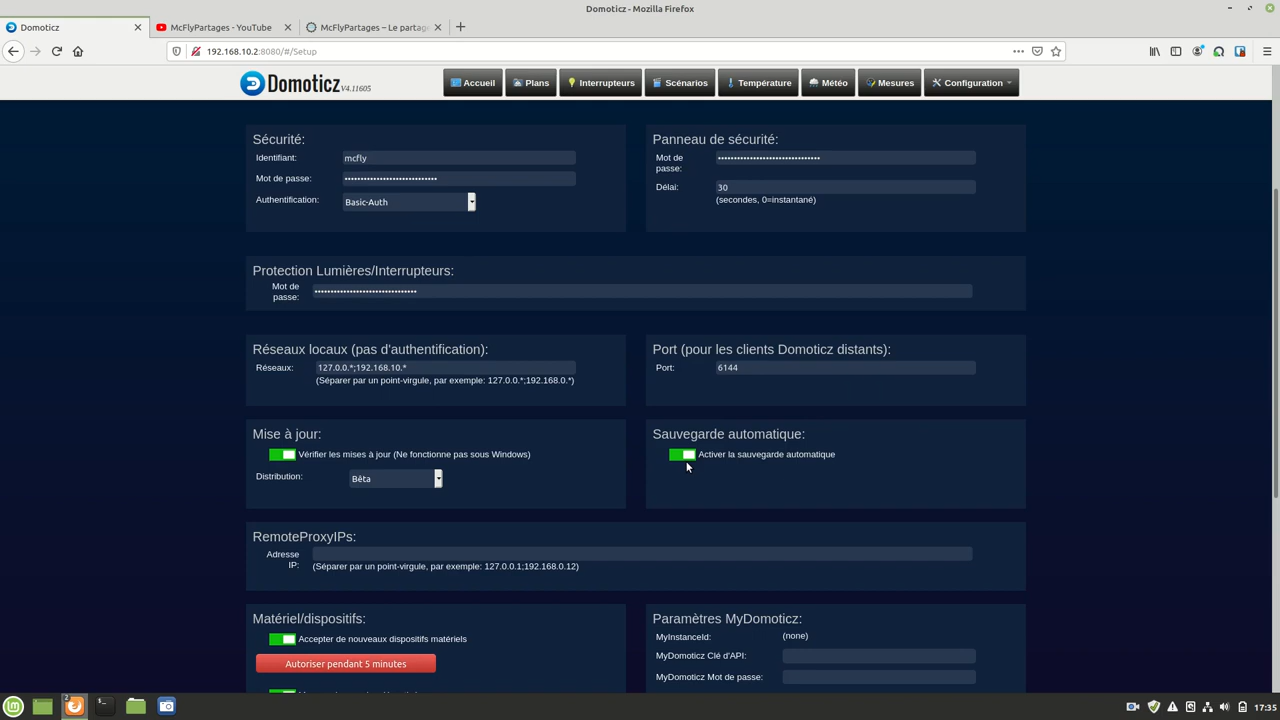 Domoticz - Mozilla Firefox
Domoticz
McFlyPartages - YouTube
McFlyPartages – Le partag
192.168.10.2:8080/#/Setup
Domoticz V4.11605
Accueil
Plans
Interrupteurs
Scénarios
Température
Météo
Mesures
Configuration
Sécurité:
Identifiant: mcfly
Mot de passe: ••••••••••••••••••••••••••••••
Authentification: Basic-Auth
Panneau de sécurité:
Mot de
passe:
Délai: 30
(secondes, 0=instantané)
Protection Lumières/Interrupteurs:
Mot de
passe:
Réseaux locaux (pas d'authentification):
Réseaux: 127.0.0.*;192.168.10.*
(Séparer par un point-virgule, par exemple: 127.0.0.*;192.168.0.*)
Port (pour les clients Domoticz distants):
Port: 6144
Mise à jour:
Vérifier les mises à jour (Ne fonctionne pas sous Windows)
Distribution: Bêta
Sauvegarde automatique:
Activer la sauvegarde automatique
RemoteProxyIPs:
Adresse
IP:
(Séparer par un point-virgule, par exemple: 127.0.0.1;192.168.0.12)
Matériel/dispositifs:
Accepter de nouveaux dispositifs matériels
Autoriser pendant 5 minutes
Paramètres MyDomoticz:
MyInstanceId: (none)
MyDomoticz Clé d'API:
MyDomoticz Mot de passe:
2
17:35